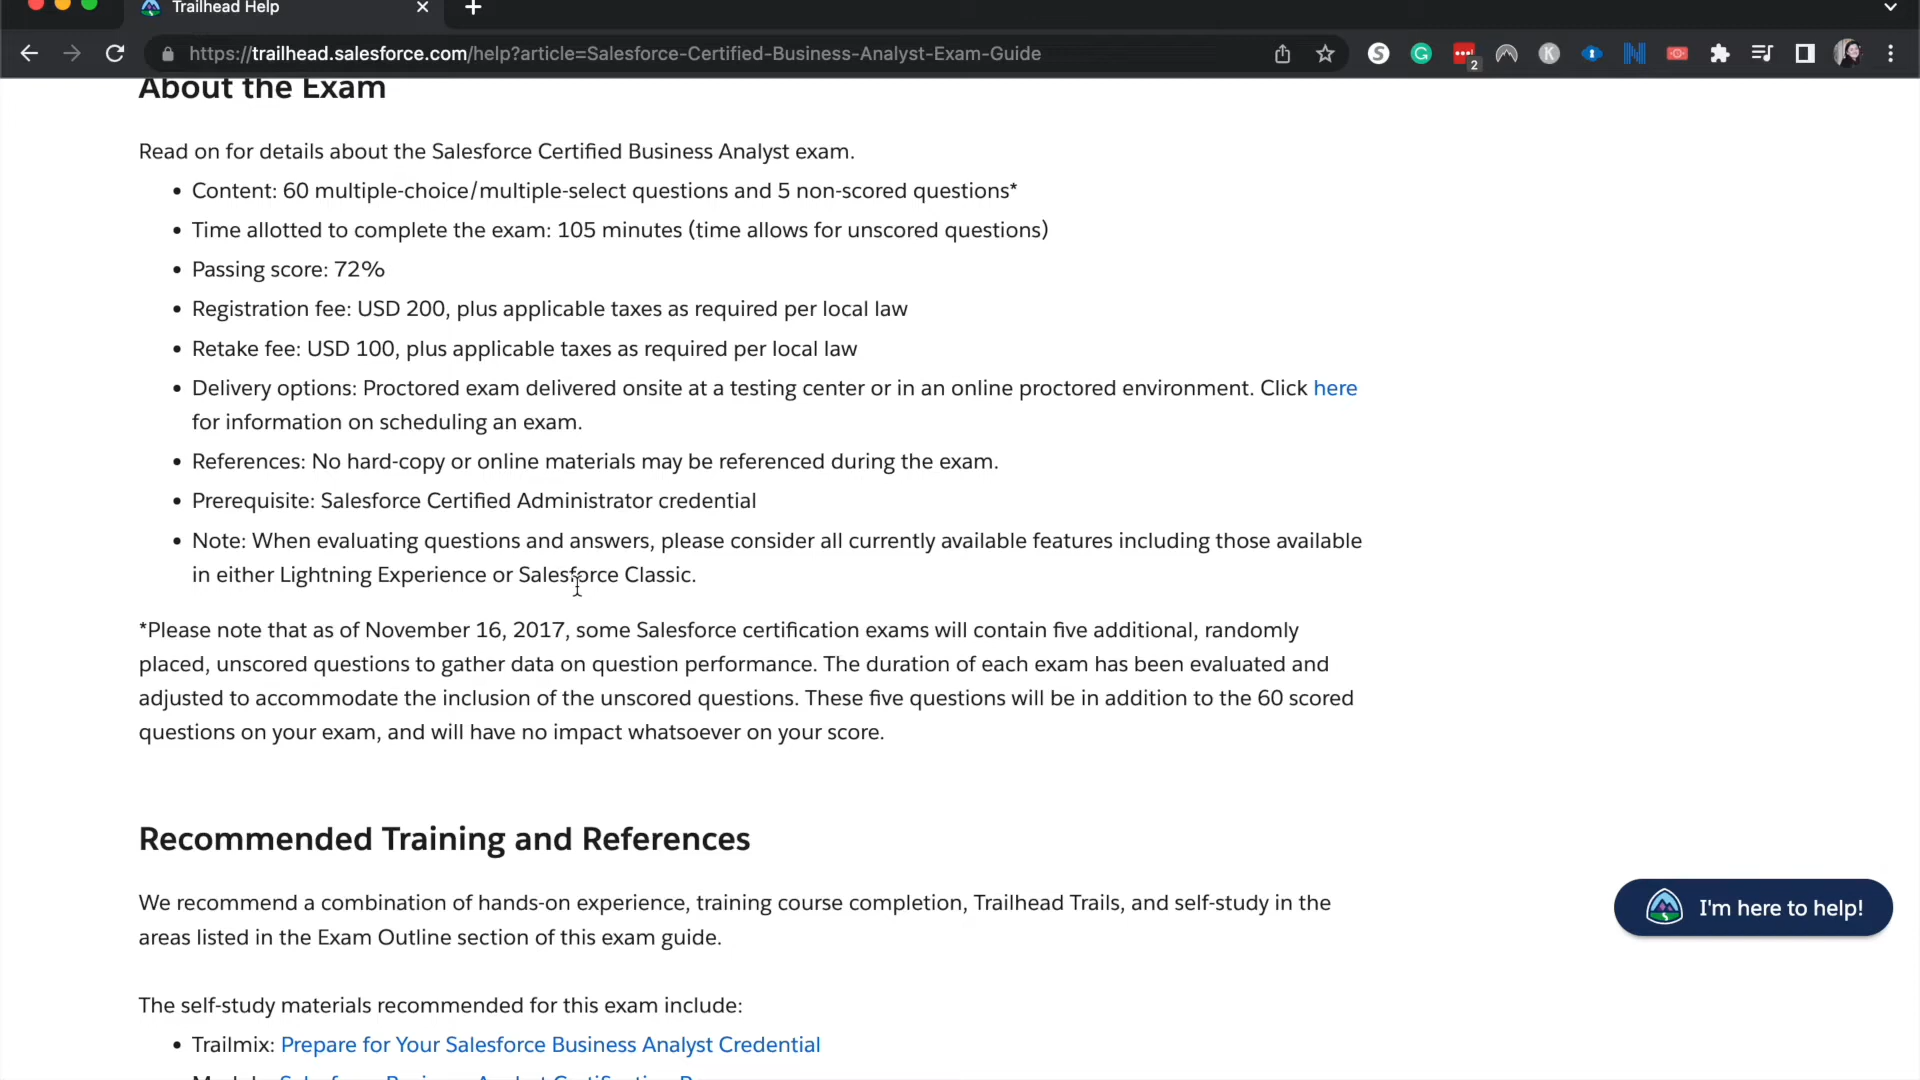 Trailhead Help
https://trailhead.salesforce.com/help?article=Salesforce-Certified-Business-Analyst-Exam-Guide
2
About the Exam
Read on for details about the Salesforce Certified Business Analyst exam.
• Content: 60 multiple-choice/multiple-select questions and 5 non-scored questions*
• Time allotted to complete the exam: 105 minutes (time allows for unscored questions)
• Passing score: 72%
• Registration fee: USD 200, plus applicable taxes as required per local law
• Retake fee: USD 100, plus applicable taxes as required per local law
• Delivery options: Proctored exam delivered onsite at a testing center or in an online proctored environment. Click here
for information on scheduling an exam.
• References: No hard-copy or online materials may be referenced during the exam.
• Prerequisite: Salesforce Certified Administrator credential
• Note: When evaluating questions and answers, please consider all currently available features including those available
in either Lightning Experience or Salesforce Classic.
*Please note that as of November 16, 2017, some Salesforce certification exams will contain five additional, randomly
placed, unscored questions to gather data on question performance. The duration of each exam has been evaluated and
adjusted to accommodate the inclusion of the unscored questions. These five questions will be in addition to the 60 scored
questions on your exam, and will have no impact whatsoever on your score.
Recommended Training and References
We recommend a combination of hands-on experience, training course completion, Trailhead Trails, and self-study in the
areas listed in the Exam Outline section of this exam guide.
I'm here to help!
The self-study materials recommended for this exam include:
• Trailmix: Prepare for Your Salesforce Business Analyst Credential